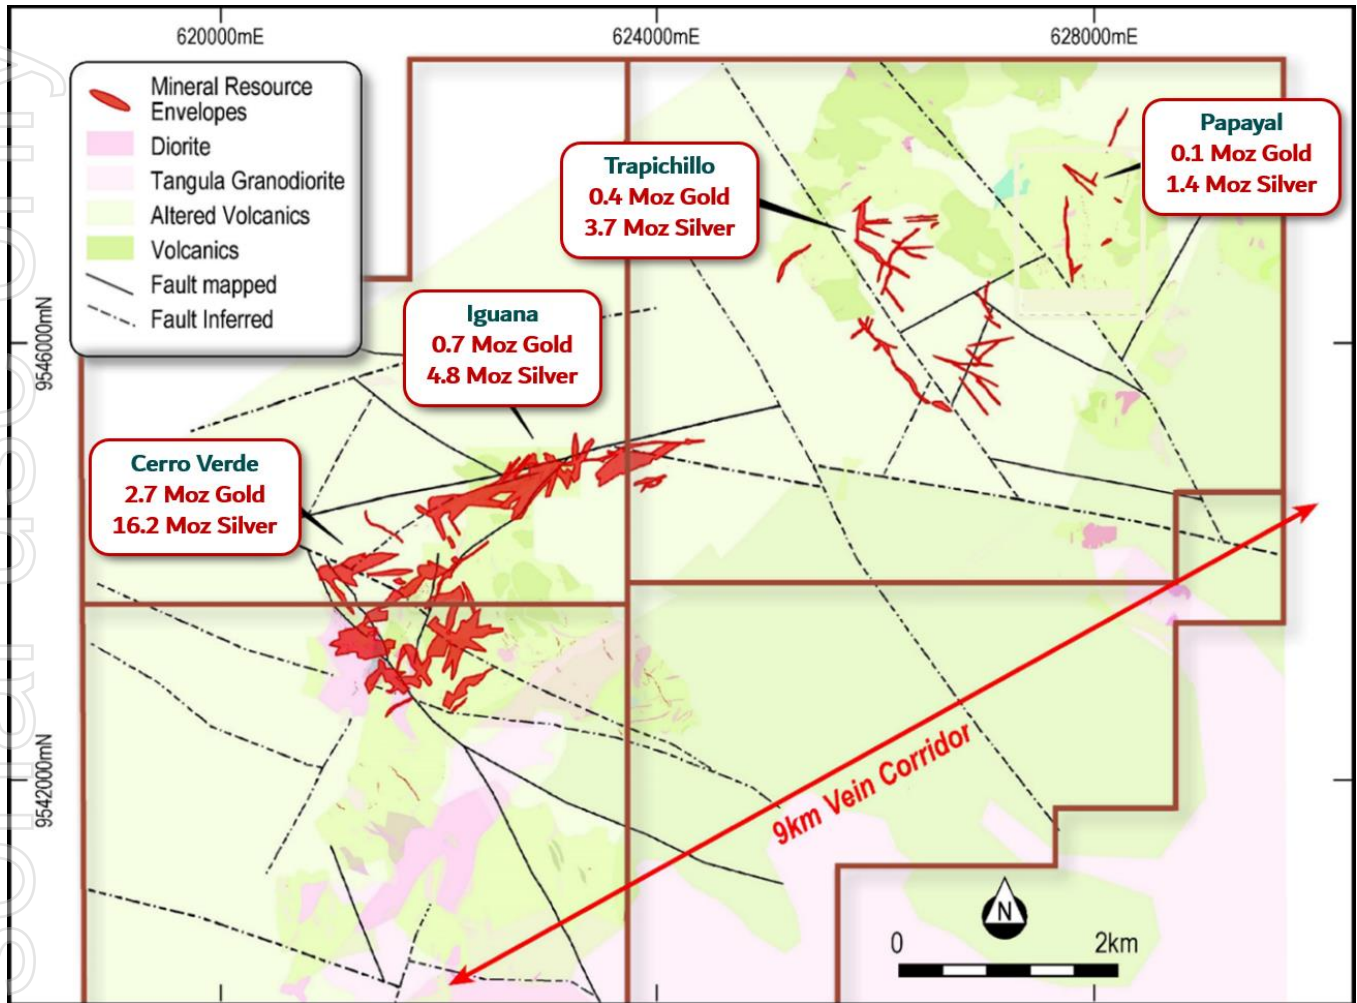 620000mE
624000mE
628000mE
Mineral Resource
Envelopes
Diorite
Tangula Granodiorite
Altered Volcanics
Volcanics
Fault mapped
Fault Inferred
Papayal
0.1 Moz Gold
1.4 Moz Silver
Trapichillo
0.4 Moz Gold
3.7 Moz Silver
Iguana
0.7 Moz Gold
4.8 Moz Silver
9546000mN
Cerro Verde
2.7 Moz Gold
16.2 Moz Silver
9542000mN
9km Vein Corridor
N
0
2km